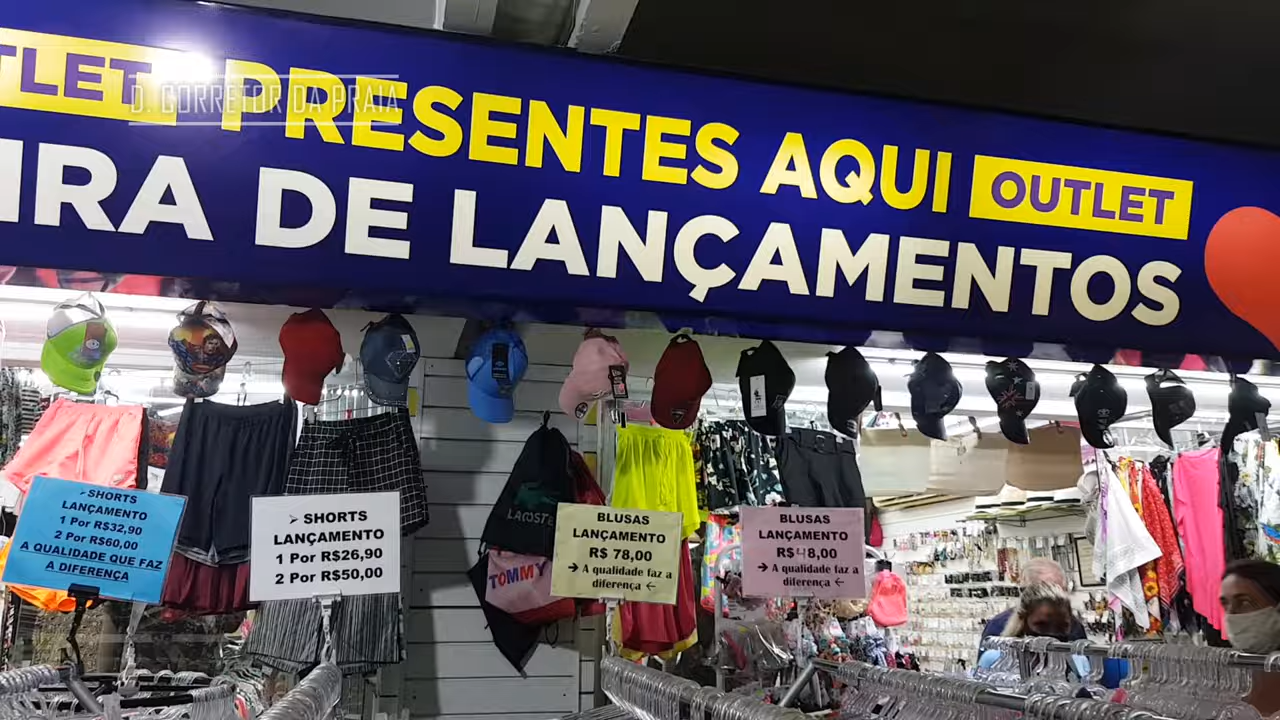 OUTLET PRESENTES AQUI OUTLET
D. CORRETOR DA PRAIA
IRA DE LANÇAMENTOS
➢ SHORTS
LANÇAMENTO
1 Por R$32,90
2 Por R$60,00
A QUALIDADE QUE FAZ
A DIFERENÇA
➢ SHORTS
LANÇAMENTO
1 Por R$26,90
2 Por R$50,00
LACOSTE
TOMMY
BLUSAS
LANÇAMENTO
R$ 78,00
→ A qualidade faz a
diferença ←
BLUSAS
LANÇAMENTO
R$48,00
→ A qualidade faz a
diferença ←